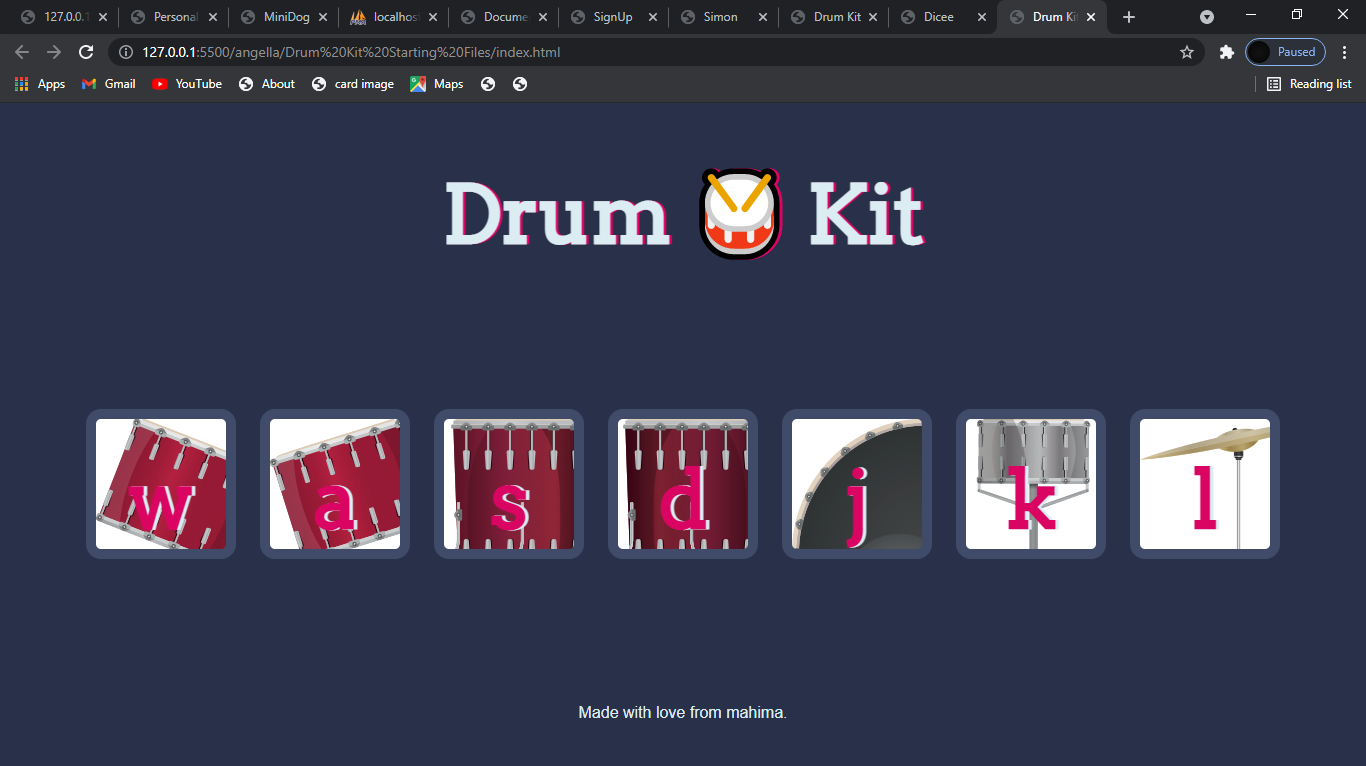 127.0.0.1 Personal MiniDog localhos Docume SignUp Simon Drum Kit Dicee Drum Ki
127.0.0.1:5500/angella/Drum%20Kit%20Starting%20Files/index.html Paused
Apps Gmail YouTube About card image Maps Reading list
Drum Kit
w a s d j k l
Made with love from mahima.